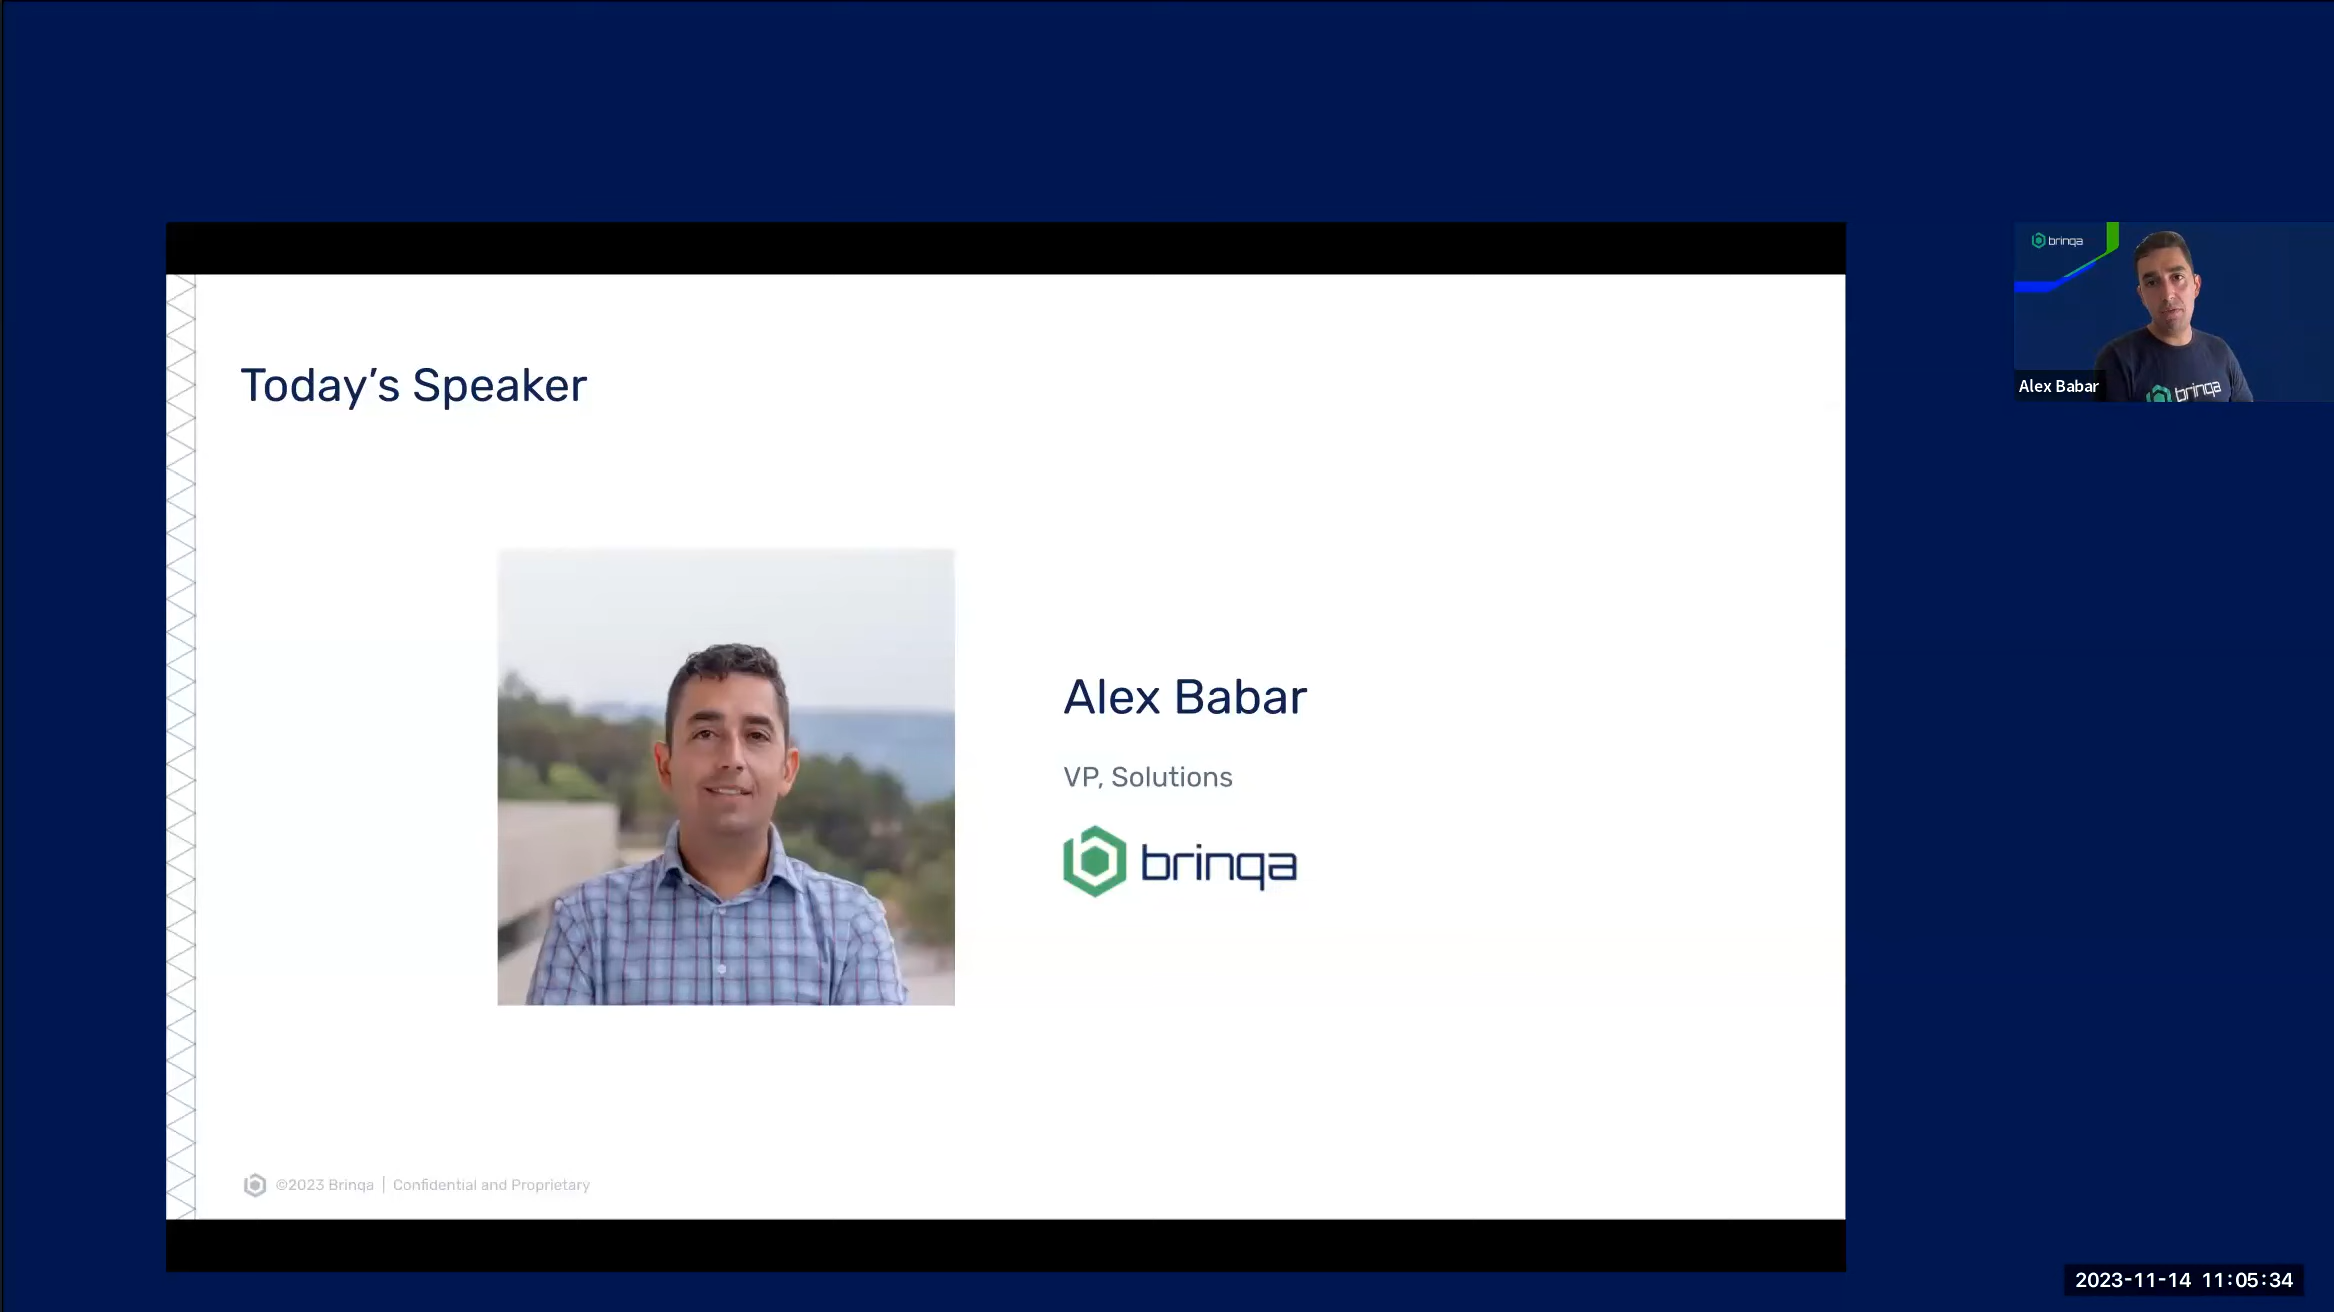 Today's Speaker
Alex Babar
VP, Solutions
brinqa
©2023 Brinqa | Confidential and Proprietary
brinqa
Alex Babar
brinqa
2023-11-14 11:05:34